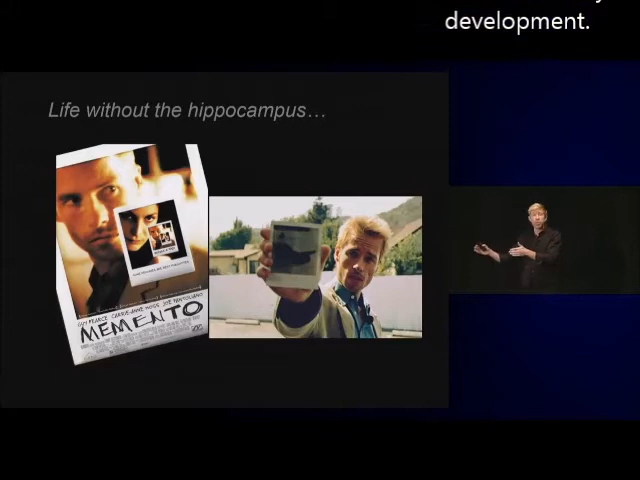 development.
Life without the hippocampus…
GUY PEARCE CARRIE-ANNE MOSS JOE PANTOLIANO
MEMENTO